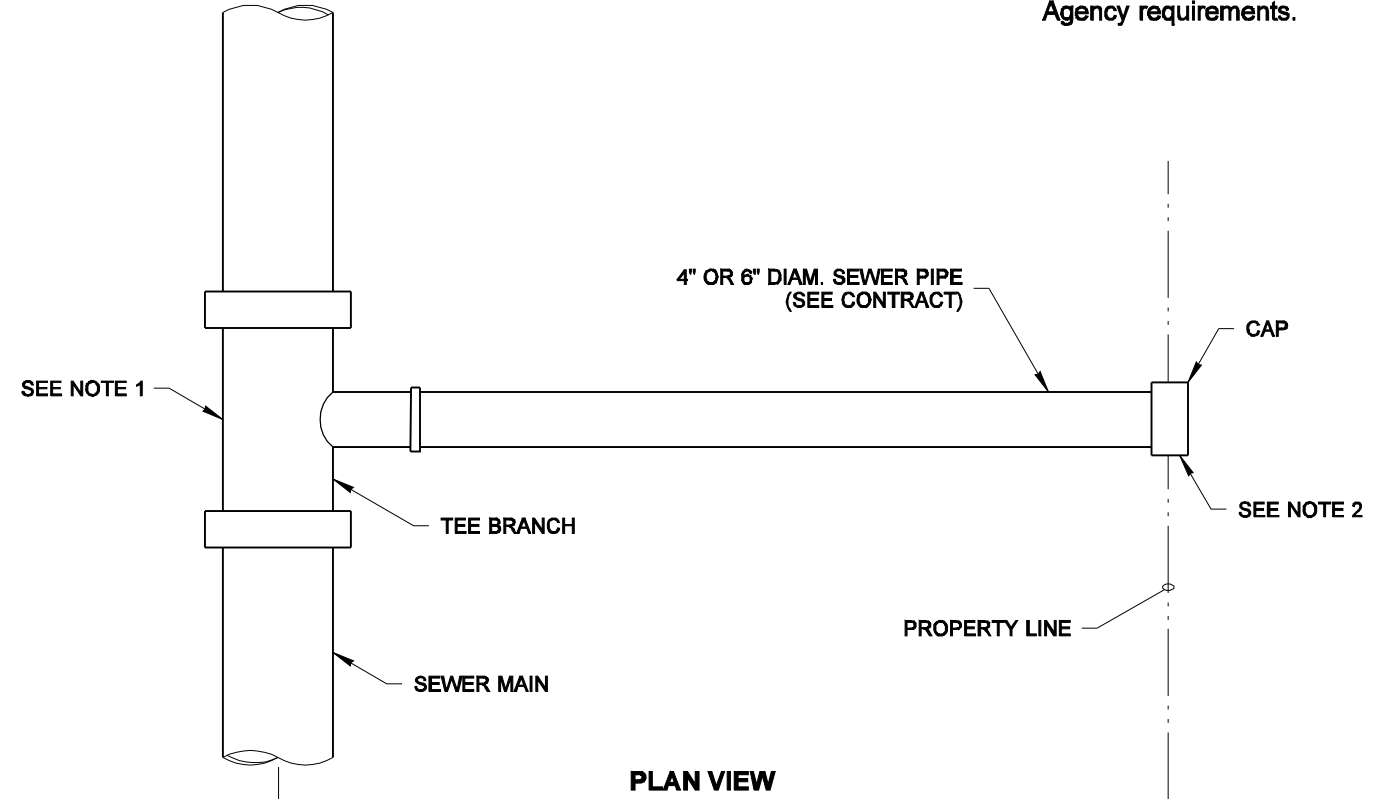 Agency requirements.
4" OR 6" DIAM. SEWER PIPE
(SEE CONTRACT)
CAP
SEE NOTE 1
SEE NOTE 2
TEE BRANCH
PROPERTY LINE
SEWER MAIN
PLAN VIEW